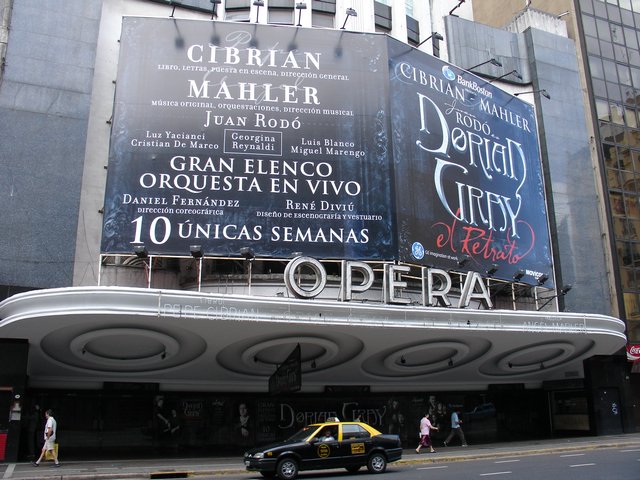 CIBRIAN
LIBRO, LETRAS, PUESTA EN ESCENA, DIRECCIÓN GENERAL
MAHLER
MÚSICA ORIGINAL, ORQUESTACIONES, DIRECCIÓN MUSICAL
JUAN RODÓ
Luz Yacianci
Cristian De Marco
Georgina
Reynaldi
Luis Blanco
Miguel Marengo
GRAN ELENCO
ORQUESTA EN VIVO
DANIEL FERNÁNDEZ
DIRECCIÓN COREOGRÁFICA
RENÉ DIVIÚ
DISEÑO DE ESCENOGRAFÍA Y VESTUARIO
10 ÚNICAS SEMANAS
BankBoston
CIBRIAN - MAHLER
RODÓ
DORIAN
GRAY
el Retrato
OPERA
DORIAN GRAY